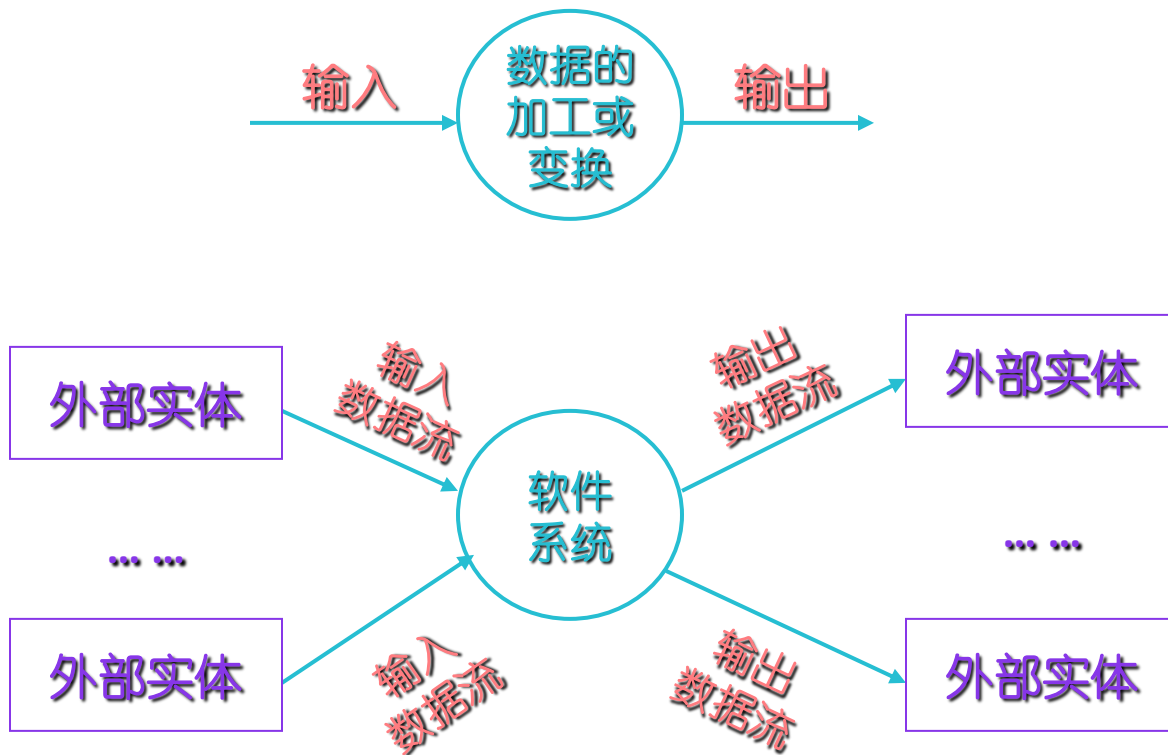 输入
数据的
加工或
变换
输出
外部实体
输入
数据流
输出
数据流
外部实体
软件
系统
... ...
... ...
外部实体
输入
数据流
输出
数据流
外部实体